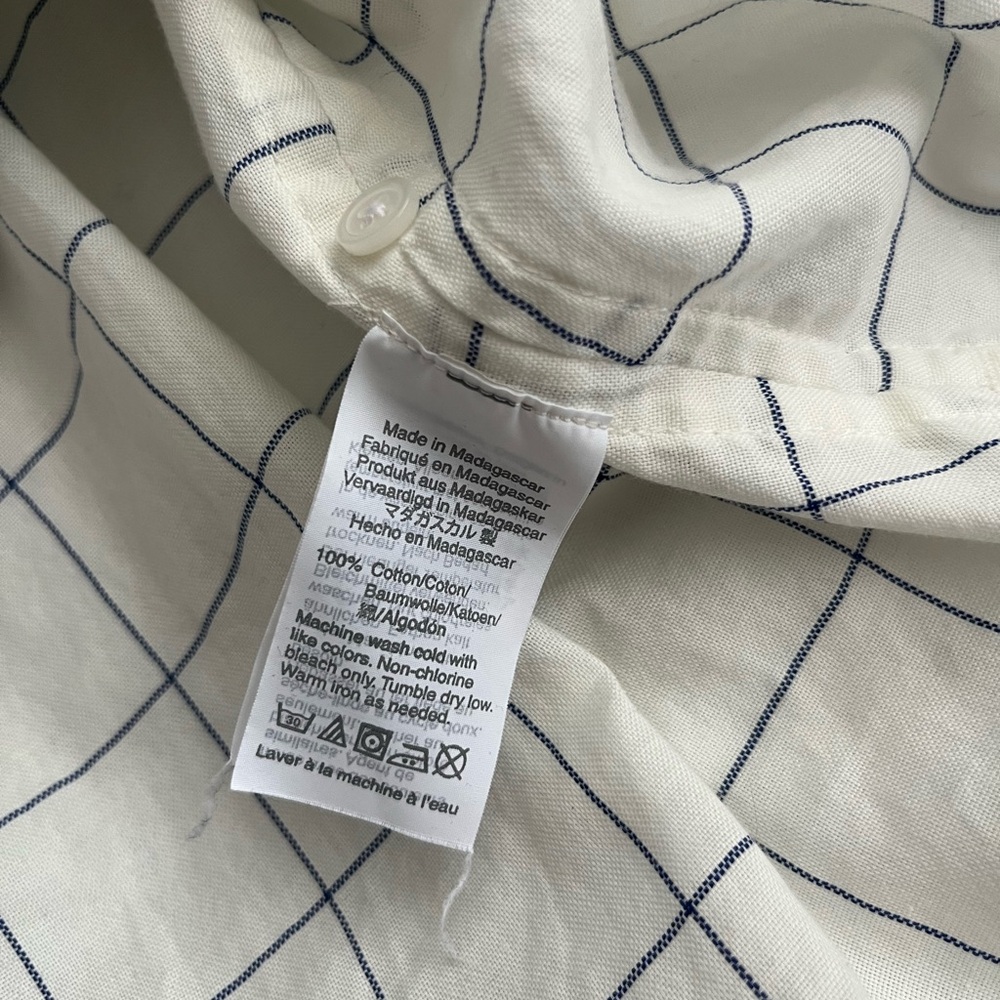 Made in Madagascar
Fabriqué en Madagascar
Produkt aus Madagaskar
Vervaardigd in Madagascar
マダガスカル 製
Hecho en Madagascar
100% Cotton/Coton/
Baumwolle/Katoen/
綿/Algodón
Machine wash cold with
like colors. Non-chlorine
bleach only. Tumble dry low.
Warm iron as needed.
30
Laver à la machine à l'eau